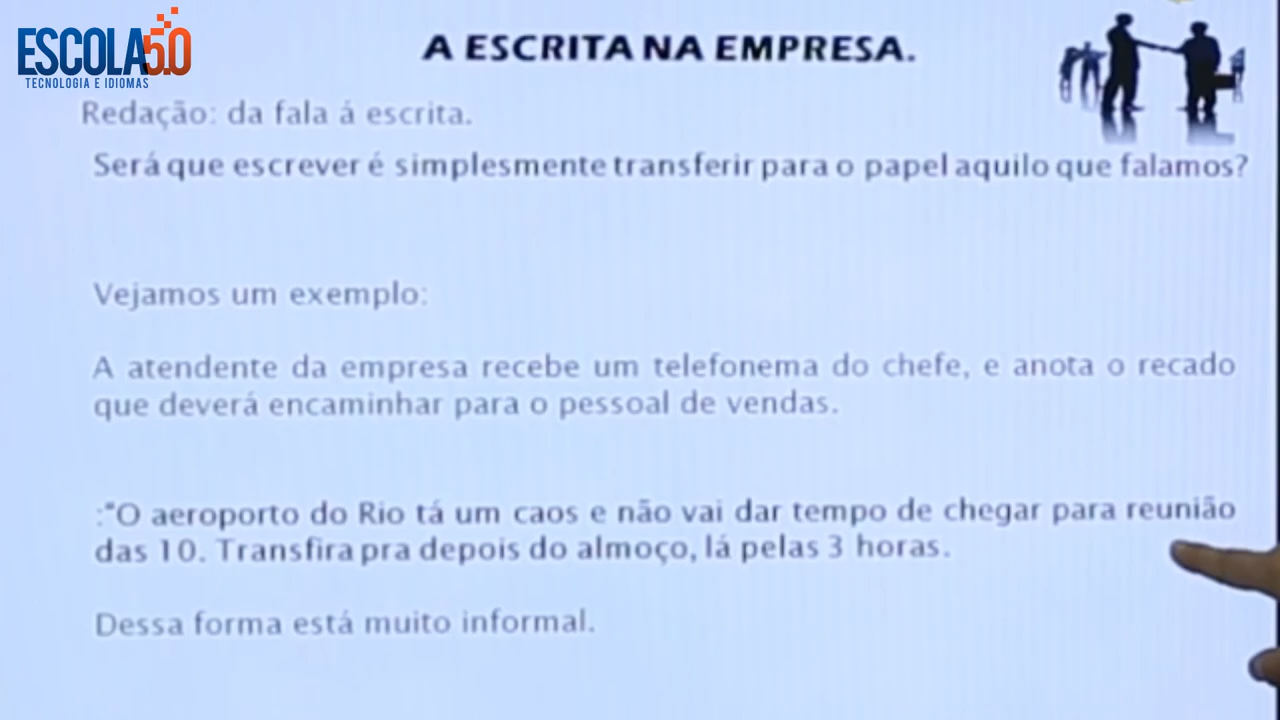 ESCOLA 5.0
TECNOLOGIA E IDIOMAS
A ESCRITA NA EMPRESA.
Redação: da fala á escrita.
Será que escrever é simplesmente transferir para o papel aquilo que falamos?
Vejamos um exemplo:
A atendente da empresa recebe um telefonema do chefe, e anota o recado
que deverá encaminhar para o pessoal de vendas.
:"O aeroporto do Rio tá um caos e não vai dar tempo de chegar para reunião
das 10. Transfira pra depois do almoço, lá pelas 3 horas.
Dessa forma está muito informal.